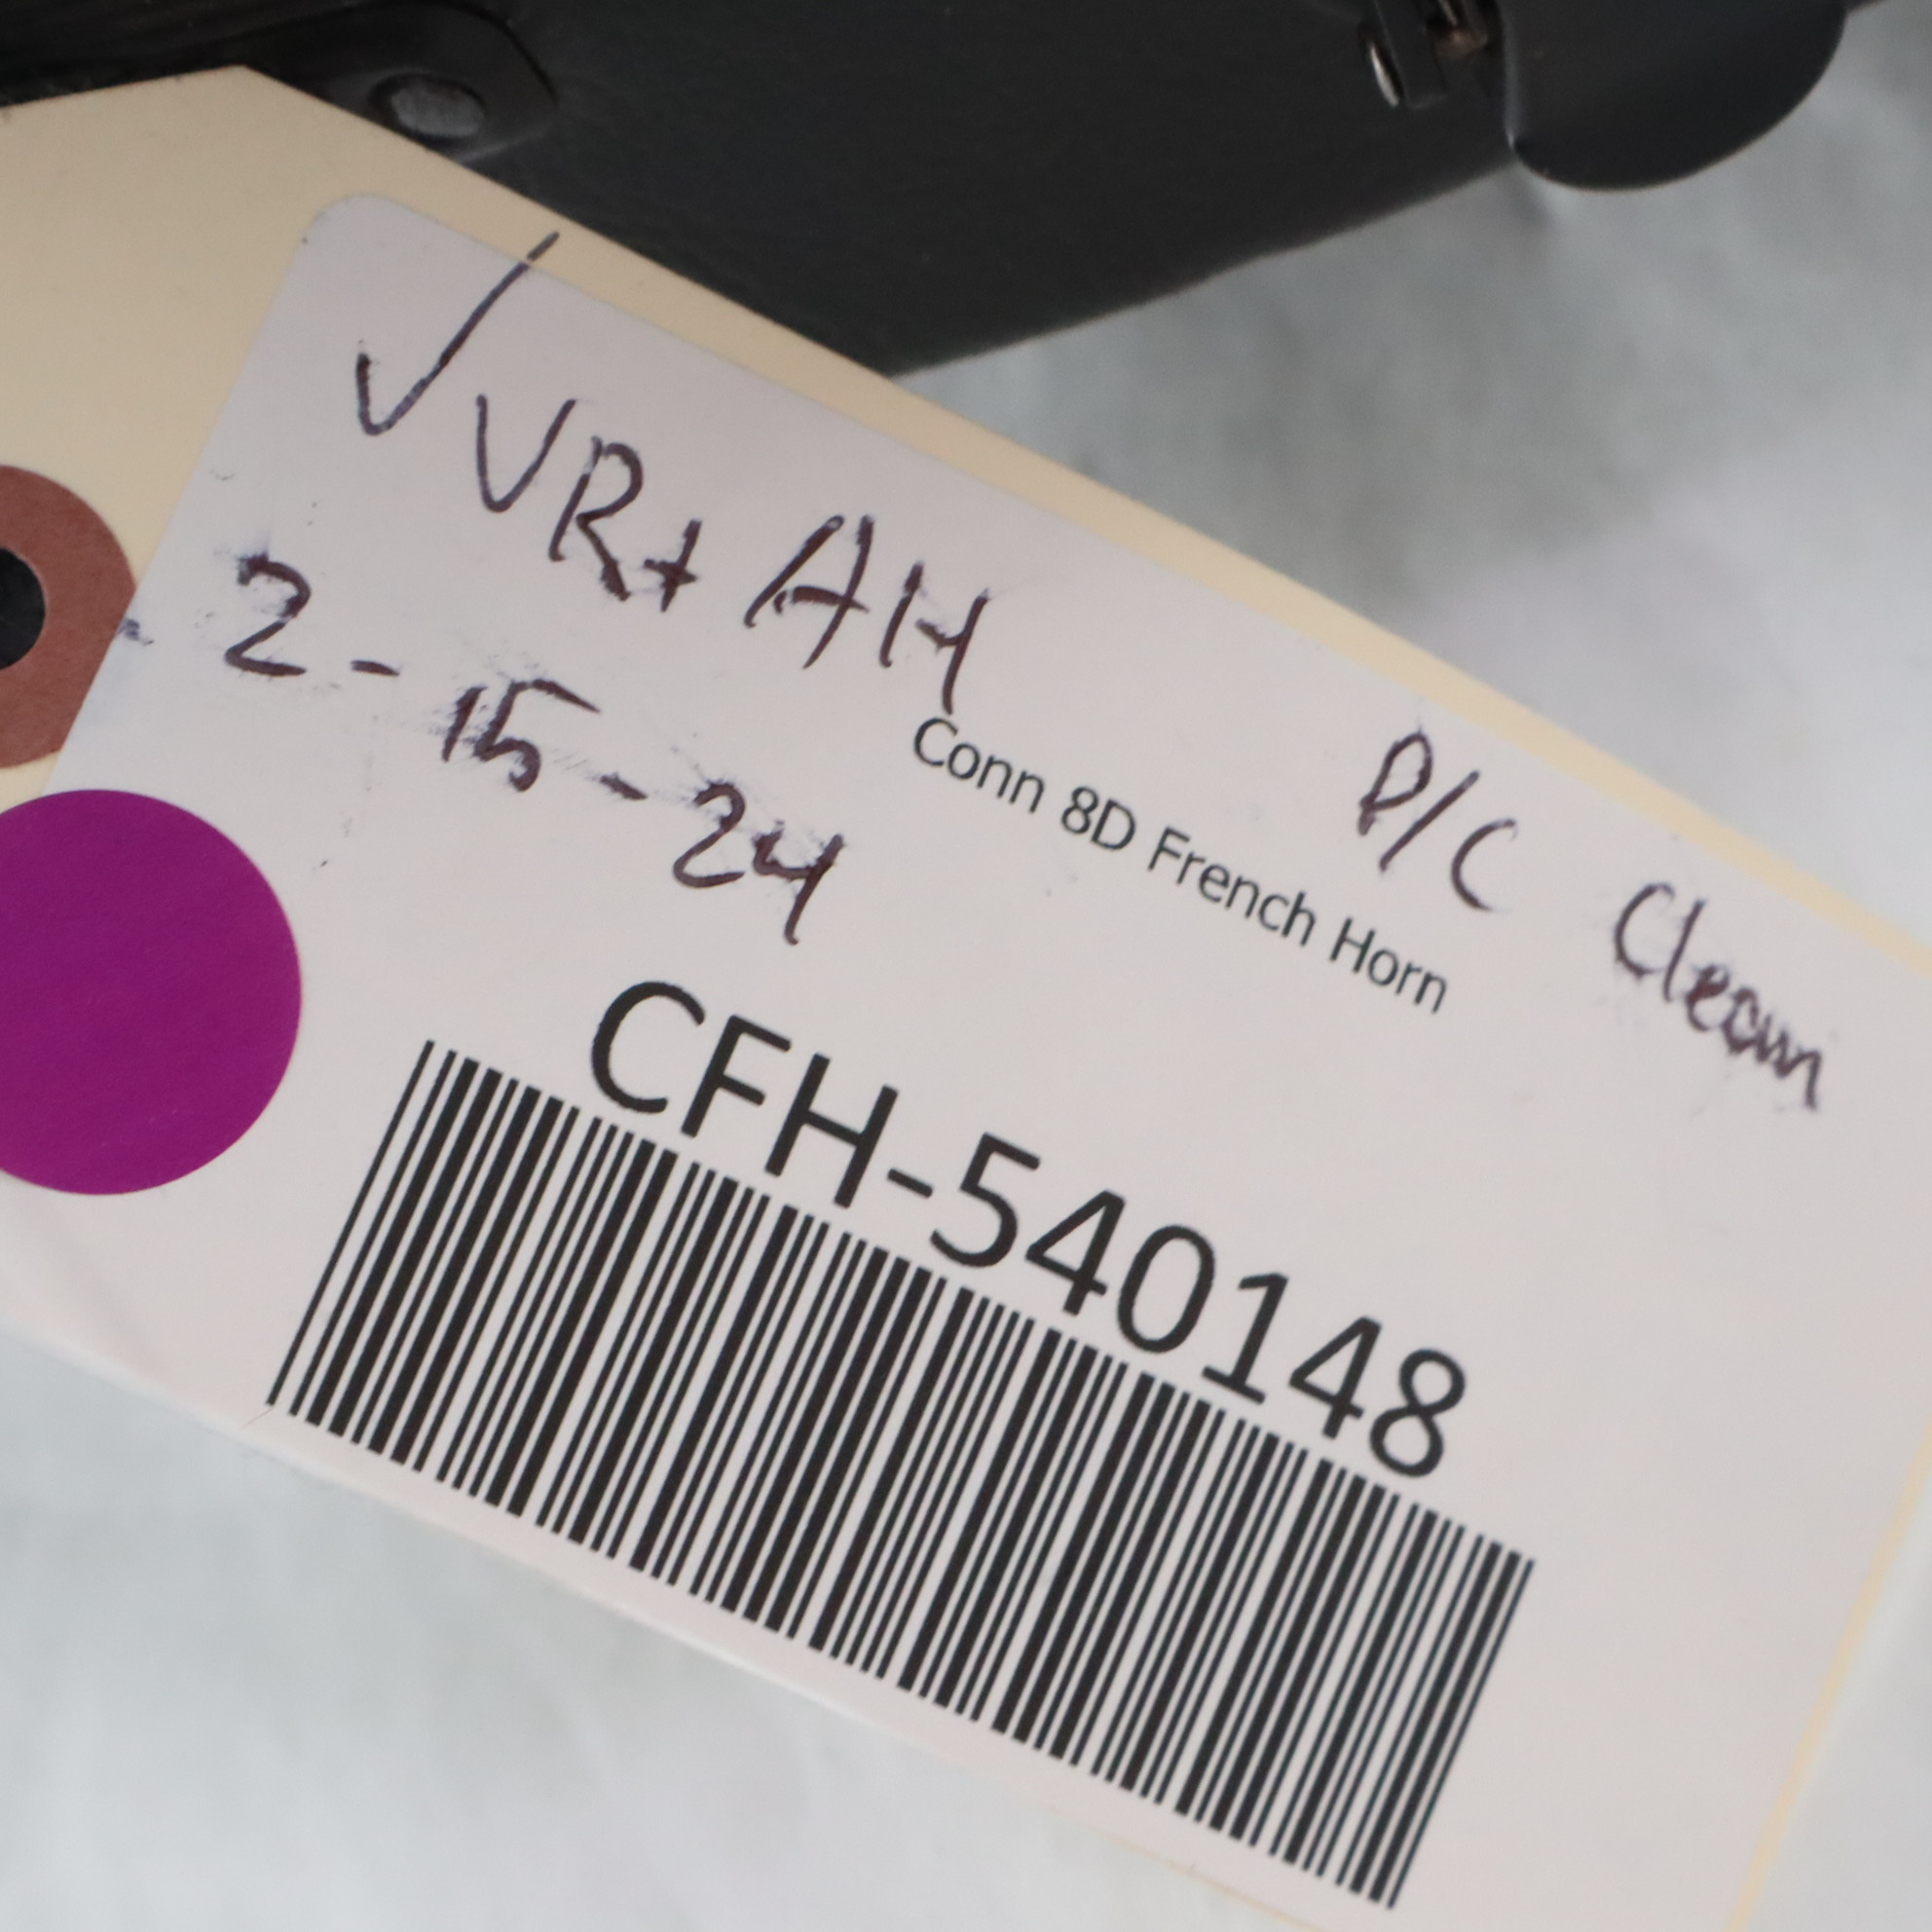 ✓ VR+ AH
2-15-24
P/C Clean
Conn 8D French Horn
CFH-540148